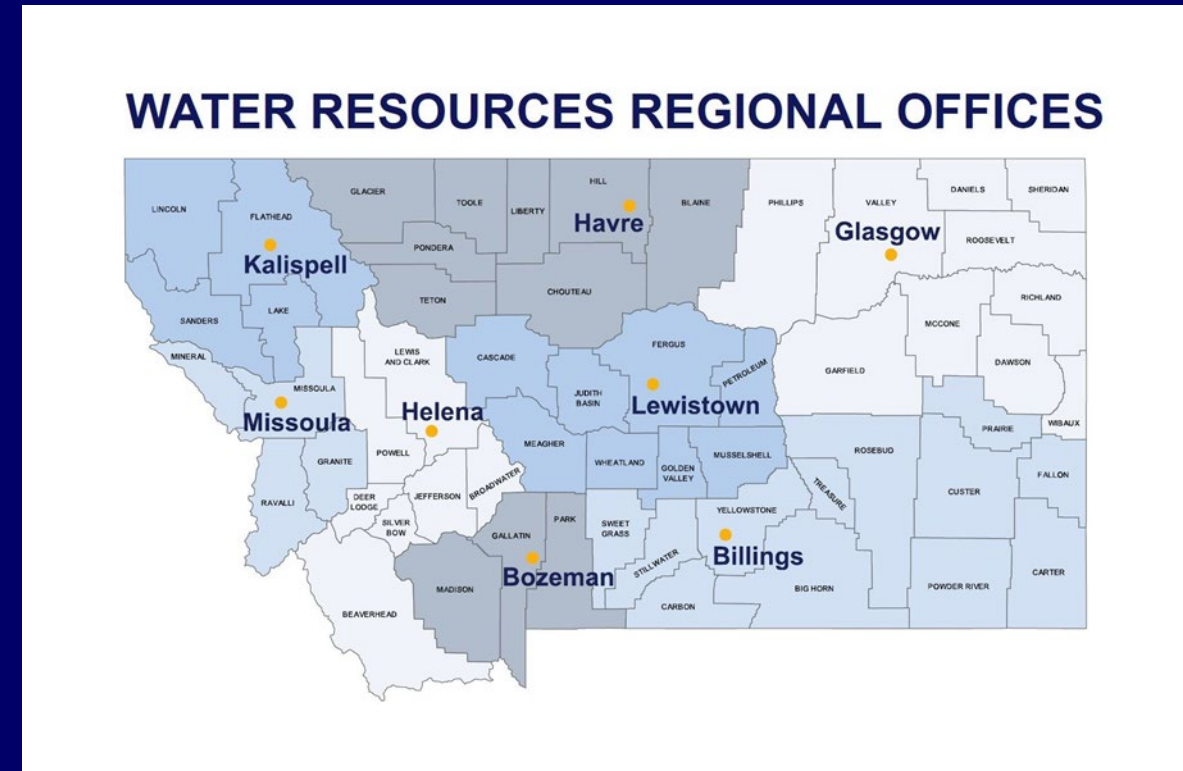 WATER RESOURCES REGIONAL OFFICES
LINCOLN
FLATHEAD
Kalispell
SANDERS
LAKE
GLACIER
TOOLE
LIBERTY
HILL
Havre
BLAINE
PONDERA
TETON
CHOUTEAU
PHILLIPS
VALLEY
DANIELS
SHERIDAN
Glasgow
ROOSEVELT
RICHLAND
MCCONE
DAWSON
GARFIELD
WIBAUX
MINERAL
MISSOULA
Missoula
GRANITE
RAVALLI
LEWIS
AND CLARK
Helena
POWELL
DEER
LODGE
SILVER
BOW
JEFFERSON
BROADWATER
BEAVERHEAD
CASCADE
JUDITH
BASIN
FERGUS
PETROLEUM
Lewistown
MEAGHER
WHEATLAND
GOLDEN
VALLEY
MUSSELSHELL
MADISON
GALLATIN
PARK
Bozeman
SWEET
GRASS
STILLWATER
YELLOWSTONE
Billings
CARBON
BIG HORN
TREASURE
ROSEBUD
CUSTER
PRAIRIE
FALLON
POWDER RIVER
CARTER